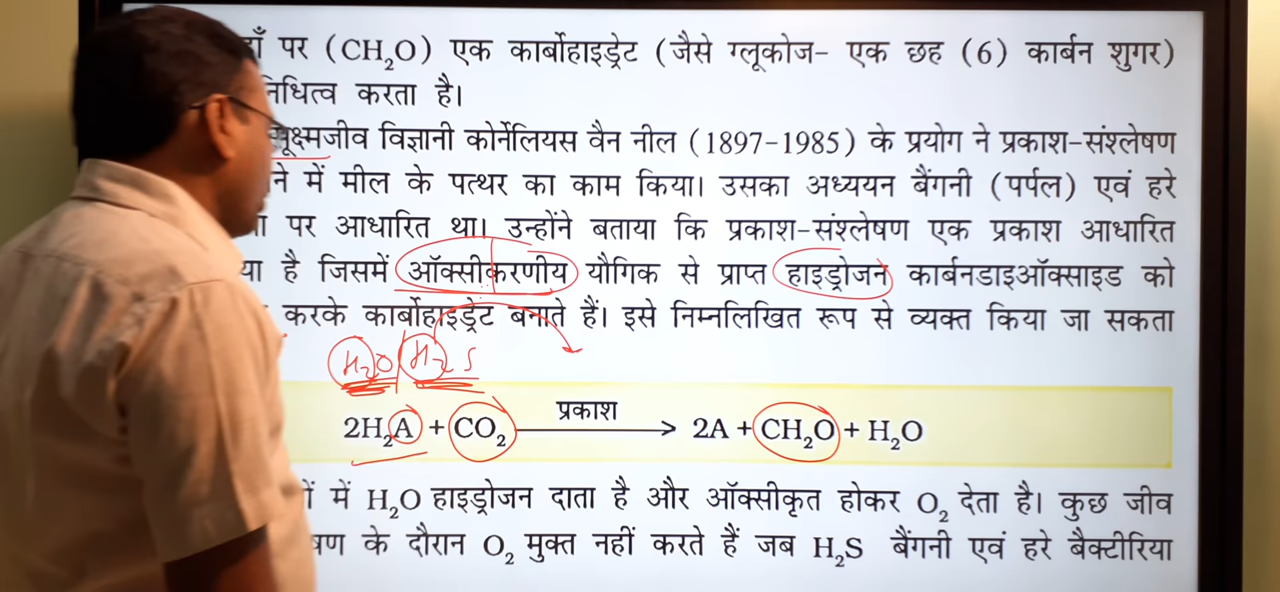 पर (CH₂O) एक कार्बोहाइड्रेट (जैसे ग्लूकोज– एक छह (6) कार्बन शुगर)
करता है।
सूक्ष्मजीव विज्ञानी कोर्नेलियस वैन नील (1897-1985) के प्रयोग ने प्रकाश-संश्लेषण
में मील के पत्थर का काम किया। उसका अध्ययन बैंगनी (पर्पल) एवं हरे
पर आधारित था। उन्होंने बताया कि प्रकाश-संश्लेषण एक प्रकाश आधारित
है जिसमें ऑक्सीकरणीय यौगिक से प्राप्त हाइड्रोजन कार्बनडाइऑक्साइड को
करके कार्बोहाइड्रेट बनाते हैं। इसे निम्नलिखित रूप से व्यक्त किया जा सकता
H₂O/H₂S
2H₂A + CO₂ प्रकाश → 2A + CH₂O + H₂O
में H₂O हाइड्रोजन दाता है और ऑक्सीकृत होकर O₂ देता है। कुछ जीव
के दौरान O₂ मुक्त नहीं करते हैं जब H₂S बैंगनी एवं हरे बैक्टीरिया